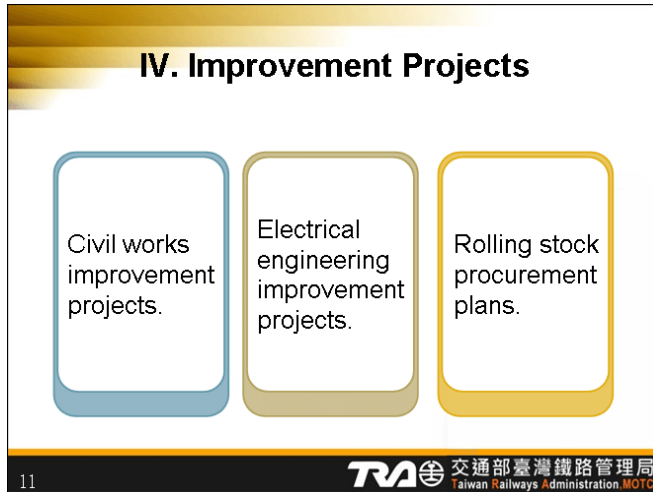 IV. Improvement Projects
Civil works
improvement
projects.
Electrical
engineering
improvement
projects.
Rolling stock
procurement
plans.
11
TRA
交通部臺灣鐵路管理局
Taiwan Railways Administration,MOTC